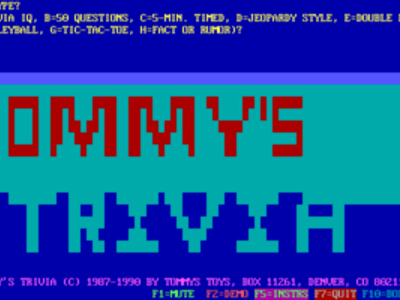 YPE?
VIA IQ, B=50 QUESTIONS, C=5-MIN. TIMED, D=JEOPARDY STYLE, E=DOUBLE
LEYBALL, G=TIC-TAC-TOE, H=FACT OR RUMOR)?
OMMY'S
TRIVIA
Y'S TRIVIA (C) 1987-1990 BY TOMMYS TOYS, BOX 11261, DENVER, CO 8021
F1=MUTE F2=DEMO F5=INSTRS F7=QUIT F10=BO